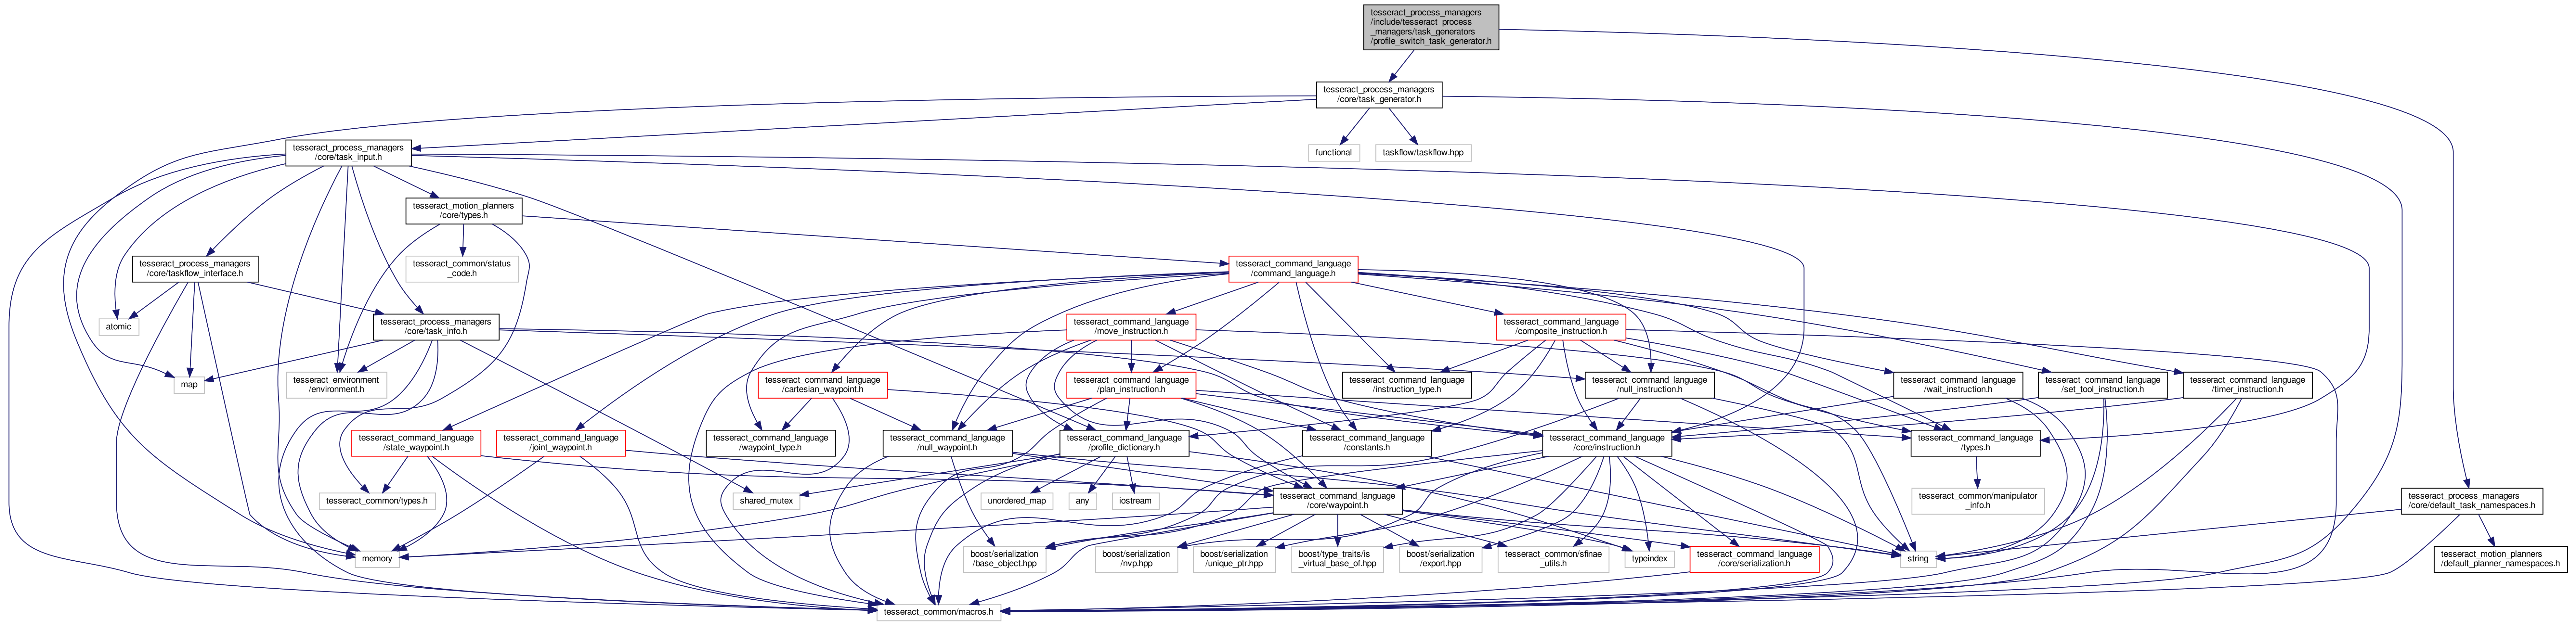 tesseract_process_managers
/include/tesseract_process
_managers/task_generators
/profile_switch_task_generator.h
tesseract_process_managers
/core/task_generator.h
tesseract_process_managers
/core/task_input.h
functional
taskflow/taskflow.hpp
tesseract_motion_planners
/core/types.h
tesseract_process_managers
/core/taskflow_interface.h
tesseract_common/status
_code.h
tesseract_command_language
/command_language.h
atomic
tesseract_process_managers
/core/task_info.h
tesseract_command_language
/move_instruction.h
tesseract_command_language
/composite_instruction.h
map
tesseract_environment
/environment.h
tesseract_command_language
/cartesian_waypoint.h
tesseract_command_language
/plan_instruction.h
tesseract_command_language
/instruction_type.h
tesseract_command_language
/null_instruction.h
tesseract_command_language
/wait_instruction.h
tesseract_command_language
/set_tool_instruction.h
tesseract_command_language
/timer_instruction.h
tesseract_command_language
/state_waypoint.h
tesseract_command_language
/joint_waypoint.h
tesseract_command_language
/waypoint_type.h
tesseract_command_language
/null_waypoint.h
tesseract_command_language
/profile_dictionary.h
tesseract_command_language
/constants.h
tesseract_command_language
/core/instruction.h
tesseract_command_language
/types.h
tesseract_common/types.h
shared_mutex
unordered_map
any
iostream
tesseract_command_language
/core/waypoint.h
tesseract_common/manipulator
_info.h
tesseract_process_managers
/core/default_task_namespaces.h
memory
boost/serialization
/base_object.hpp
boost/serialization
/nvp.hpp
boost/serialization
/unique_ptr.hpp
boost/type_traits/is
_virtual_base_of.hpp
boost/serialization
/export.hpp
tesseract_common/sfinae
_utils.h
typeindex
tesseract_command_language
/core/serialization.h
string
tesseract_motion_planners
/default_planner_namespaces.h
tesseract_common/macros.h